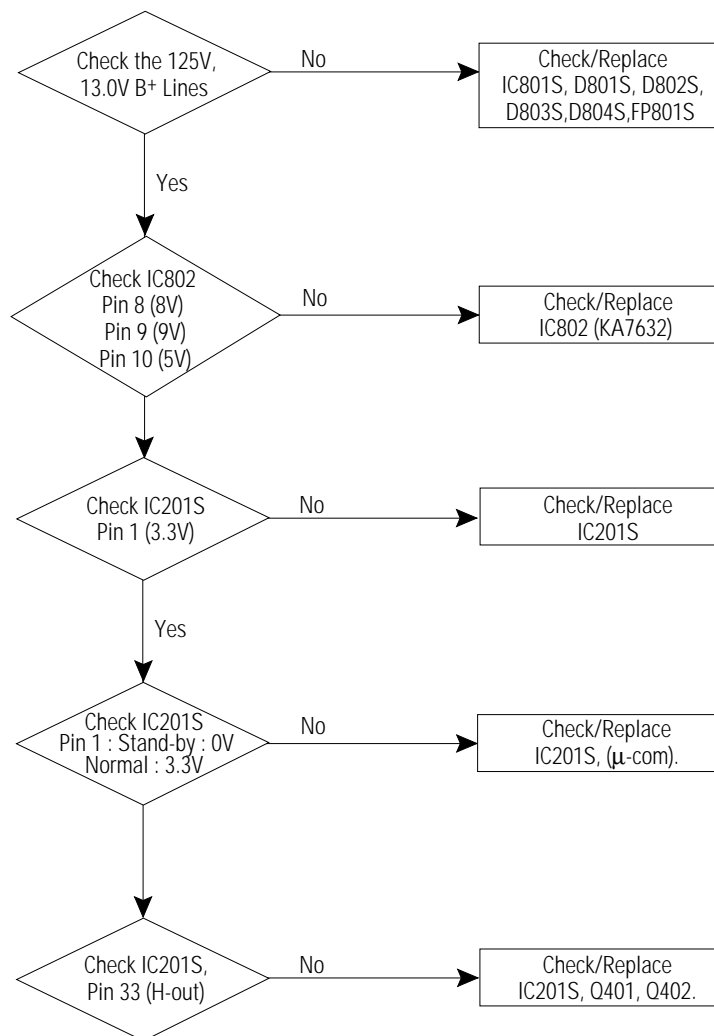 Check the 125V,
13.0V B+ Lines
No
Check/Replace
IC801S, D801S, D802S,
D803S,D804S,FP801S
Yes
Check IC802
Pin 8 (8V)
Pin 9 (9V)
Pin 10 (5V)
No
Check/Replace
IC802 (KA7632)
Check IC201S
Pin 1 (3.3V)
No
Check/Replace
IC201S
Yes
Check IC201S
Pin 1 : Stand-by : 0V
Normal : 3.3V
No
Check/Replace
IC201S, (μ-com).
Check IC201S,
Pin 33 (H-out)
No
Check/Replace
IC201S, Q401, Q402.